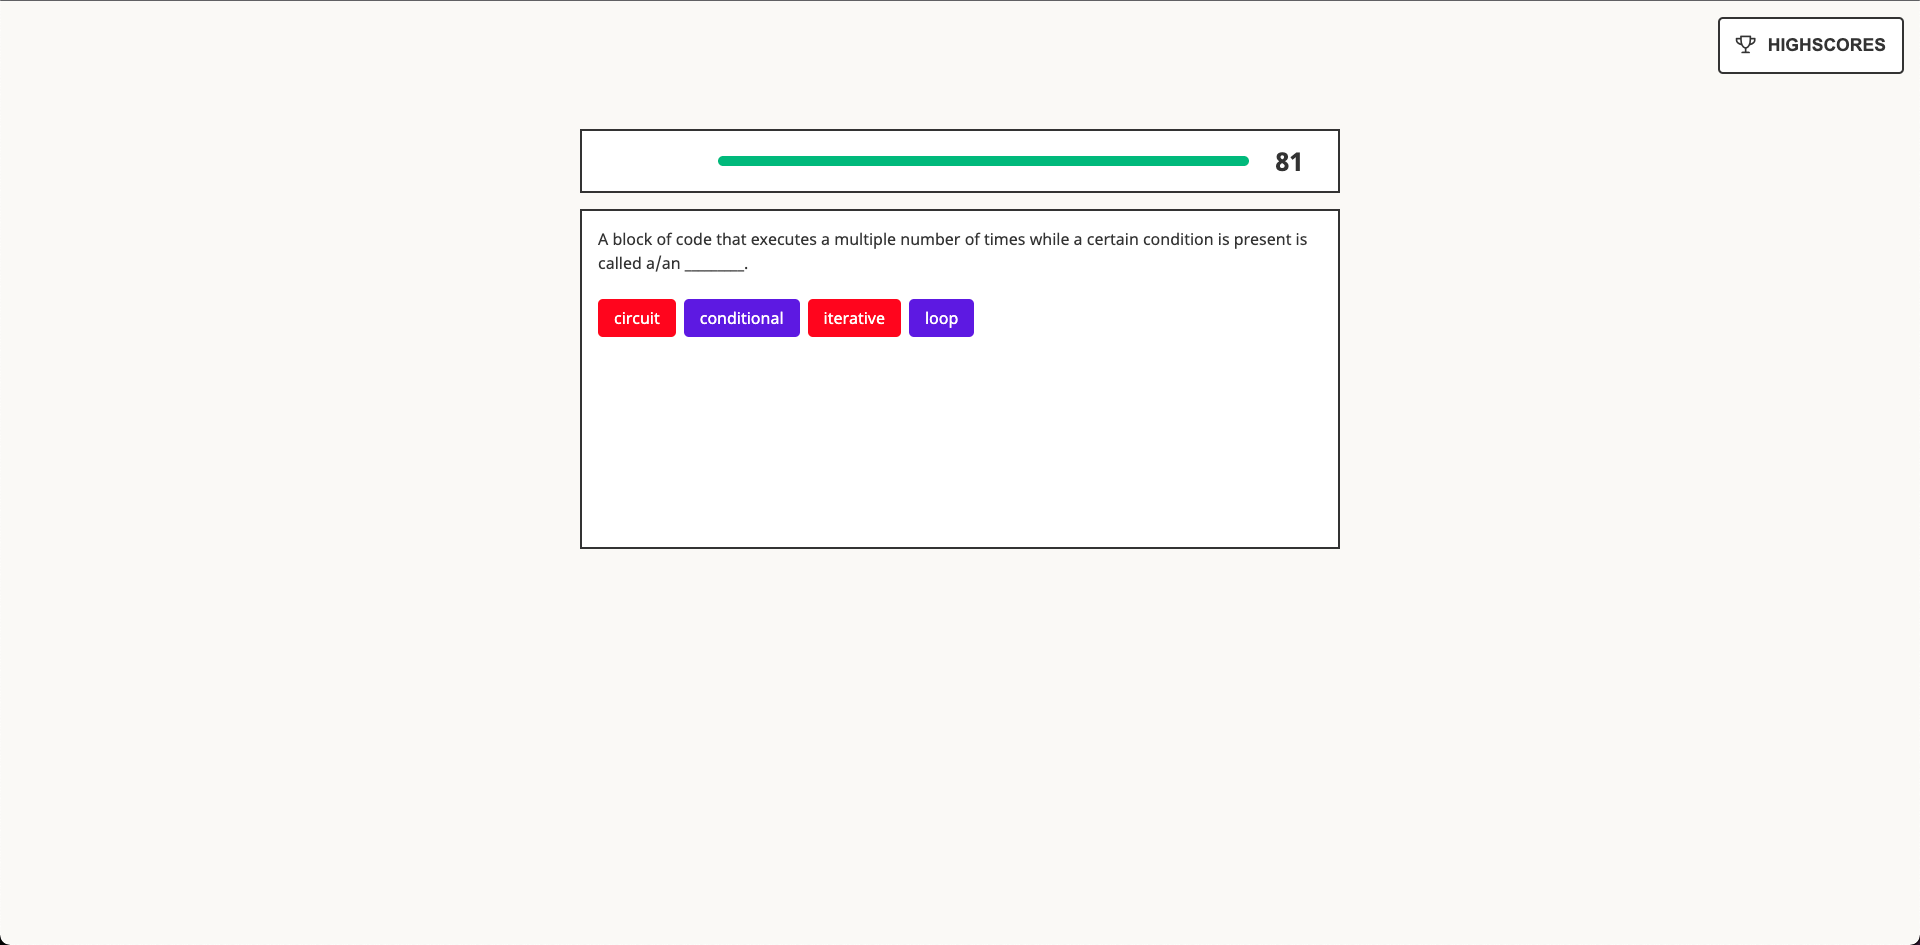 HIGHSCORES
81
A block of code that executes a multiple number of times while a certain condition is present is
called a/an ________.
circuit conditional iterative loop